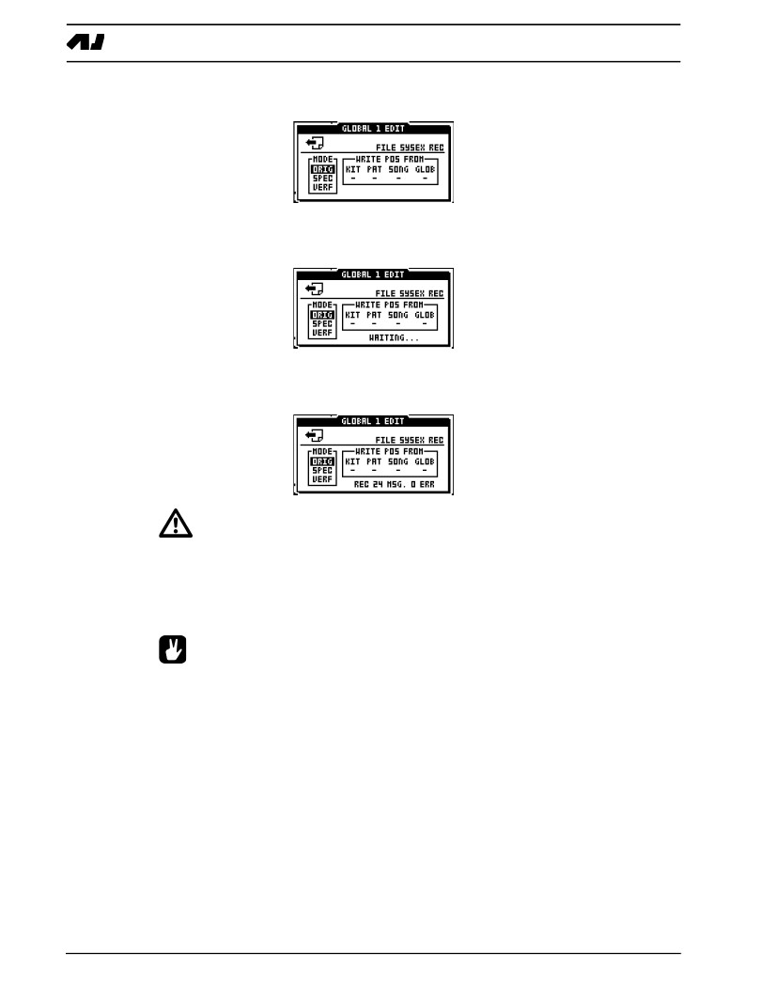 GLOBAL 1 EDIT
FILE SYSEX REC
MODE
ORIG
SPEC
VERF
WRITE POS FROM
KIT PAT SONG GLOB
- - - -
GLOBAL 1 EDIT
FILE SYSEX REC
MODE
ORIG
SPEC
VERF
WRITE POS FROM
KIT PAT SONG GLOB
- - - -
WAITING...
GLOBAL 1 EDIT
FILE SYSEX REC
MODE
ORIG
SPEC
VERF
WRITE POS FROM
KIT PAT SONG GLOB
- - - -
REC 24 MSG. 0 ERR